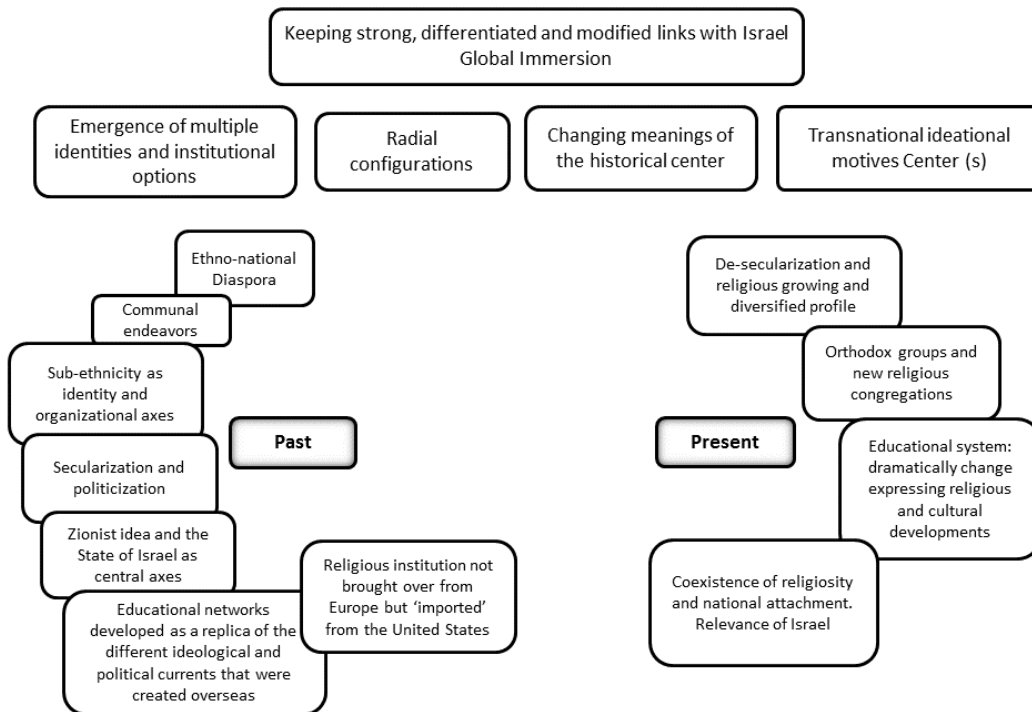 Keeping strong, differentiated and modified links with Israel
Global Immersion
Emergence of multiple
identities and institutional
options
Radial
configurations
Changing meanings of
the historical center
Transnational ideational
motives Center (s)
Ethno-national
Diaspora
Communal
endeavors
Sub-ethnicity as
identity and
organizational axes
Secularization and
politicization
Zionist idea and the
State of Israel as
central axes
Educational networks
developed as a replica of the
different ideological and
political currents that were
created overseas
Religious institution not
brought over from
Europe but ‘imported’
from the United States
Past
Present
De-secularization and
religious growing and
diversified profile
Orthodox groups and
new religious
congregations
Educational system:
dramatically change
expressing religious
and cultural
developments
Coexistence of religiosity
and national attachment.
Relevance of Israel